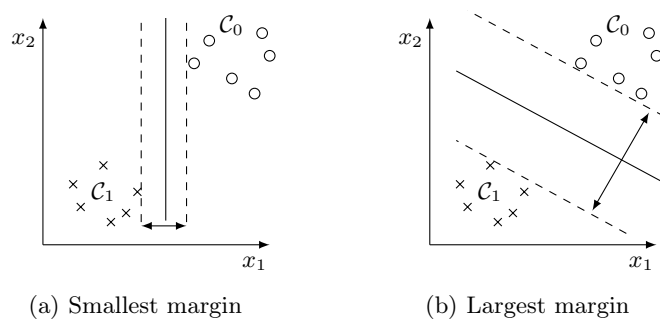 x₂
𝒞₀
𝒞₁
x₁
(a) Smallest margin
x₂
𝒞₀
𝒞₁
x₁
(b) Largest margin